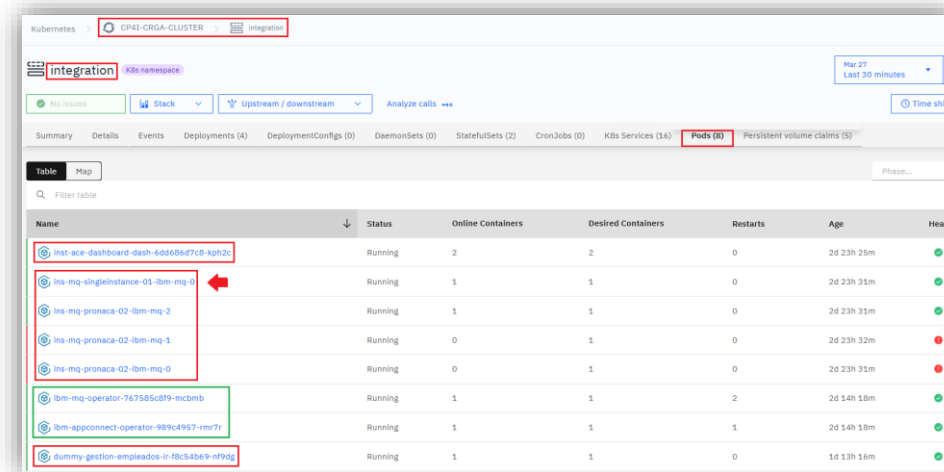 Kubernetes > CP4I-CRGA-CLUSTER > integration
integration K8s namespace
Mar 27
Last 30 minutes
No issues Stack Upstream / downstream Analyze calls Time shi
Summary Details Events Deployments (4) DeploymentConfigs (0) DaemonSets (0) StatefulSets (2) CronJobs (0) K8s Services (16) Pods (8) Persistent volume claims (5)
Table Map Phase...
Filter table
Name Status Online Containers Desired Containers Restarts Age Hea
inst-ace-dashboard-dash-6dd686d7c8-kph2c Running 2 2 0 2d 23h 25m
ins-mq-singleinstance-01-ibm-mq-0 Running 1 1 0 2d 23h 31m
ins-mq-pronaca-02-ibm-mq-2 Running 1 1 0 2d 23h 31m
ins-mq-pronaca-02-ibm-mq-1 Running 0 1 0 2d 23h 32m
ins-mq-pronaca-02-ibm-mq-0 Running 0 1 0 2d 23h 31m
ibm-mq-operator-767585c8f9-mcbmb Running 1 1 2 2d 14h 18m
ibm-appconnect-operator-989c4957-rmr7r Running 1 1 1 2d 14h 18m
dummy-gestion-empleados-ir-f8c54b69-nf9dg Running 1 1 0 1d 13h 16m